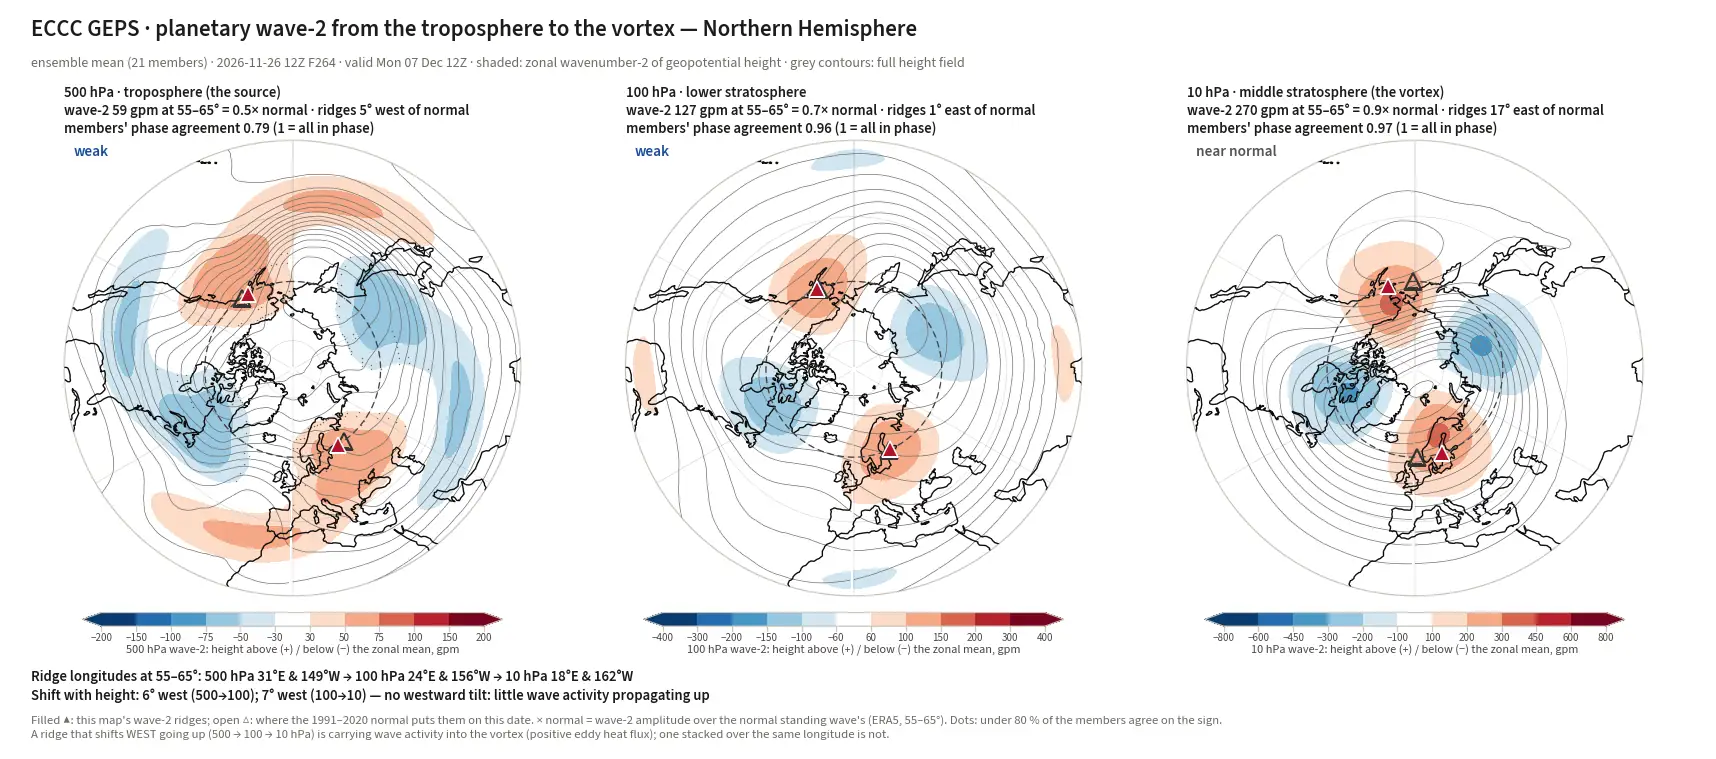 ECCC GEPS · planetary wave-2 from the troposphere to the vortex — Northern Hemisphere
ensemble mean (21 members) · 2026-11-26 12Z F264 · valid Mon 07 Dec 12Z · shaded: zonal wavenumber-2 of geopotential height · grey contours: full height field
500 hPa · troposphere (the source)
wave-2 59 gpm at 55–65° = 0.5× normal · ridges 5° west of normal
members' phase agreement 0.79 (1 = all in phase)
weak
100 hPa · lower stratosphere
wave-2 127 gpm at 55–65° = 0.7× normal · ridges 1° east of normal
members' phase agreement 0.96 (1 = all in phase)
weak
10 hPa · middle stratosphere (the vortex)
wave-2 270 gpm at 55–65° = 0.9× normal · ridges 17° east of normal
members' phase agreement 0.97 (1 = all in phase)
near normal
−200 −150 −100 −75 −50 −30 30 50 75 100 150 200
500 hPa wave-2: height above (+) / below (−) the zonal mean, gpm
−400 −300 −200 −150 −100 −60 60 100 150 200 300 400
100 hPa wave-2: height above (+) / below (−) the zonal mean, gpm
−800 −600 −450 −300 −200 −100 100 200 300 450 600 800
10 hPa wave-2: height above (+) / below (−) the zonal mean, gpm
Ridge longitudes at 55–65°: 500 hPa 31°E & 149°W → 100 hPa 24°E & 156°W → 10 hPa 18°E & 162°W
Shift with height: 6° west (500→100); 7° west (100→10) — no westward tilt: little wave activity propagating up
Filled ▲: this map's wave-2 ridges; open △: where the 1991–2020 normal puts them on this date. × normal = wave-2 amplitude over the normal standing wave's (ERA5, 55–65°). Dots: under 80 % of the members agree on the sign.
A ridge that shifts WEST going up (500 → 100 → 10 hPa) is carrying wave activity into the vortex (positive eddy heat flux); one stacked over the same longitude is not.